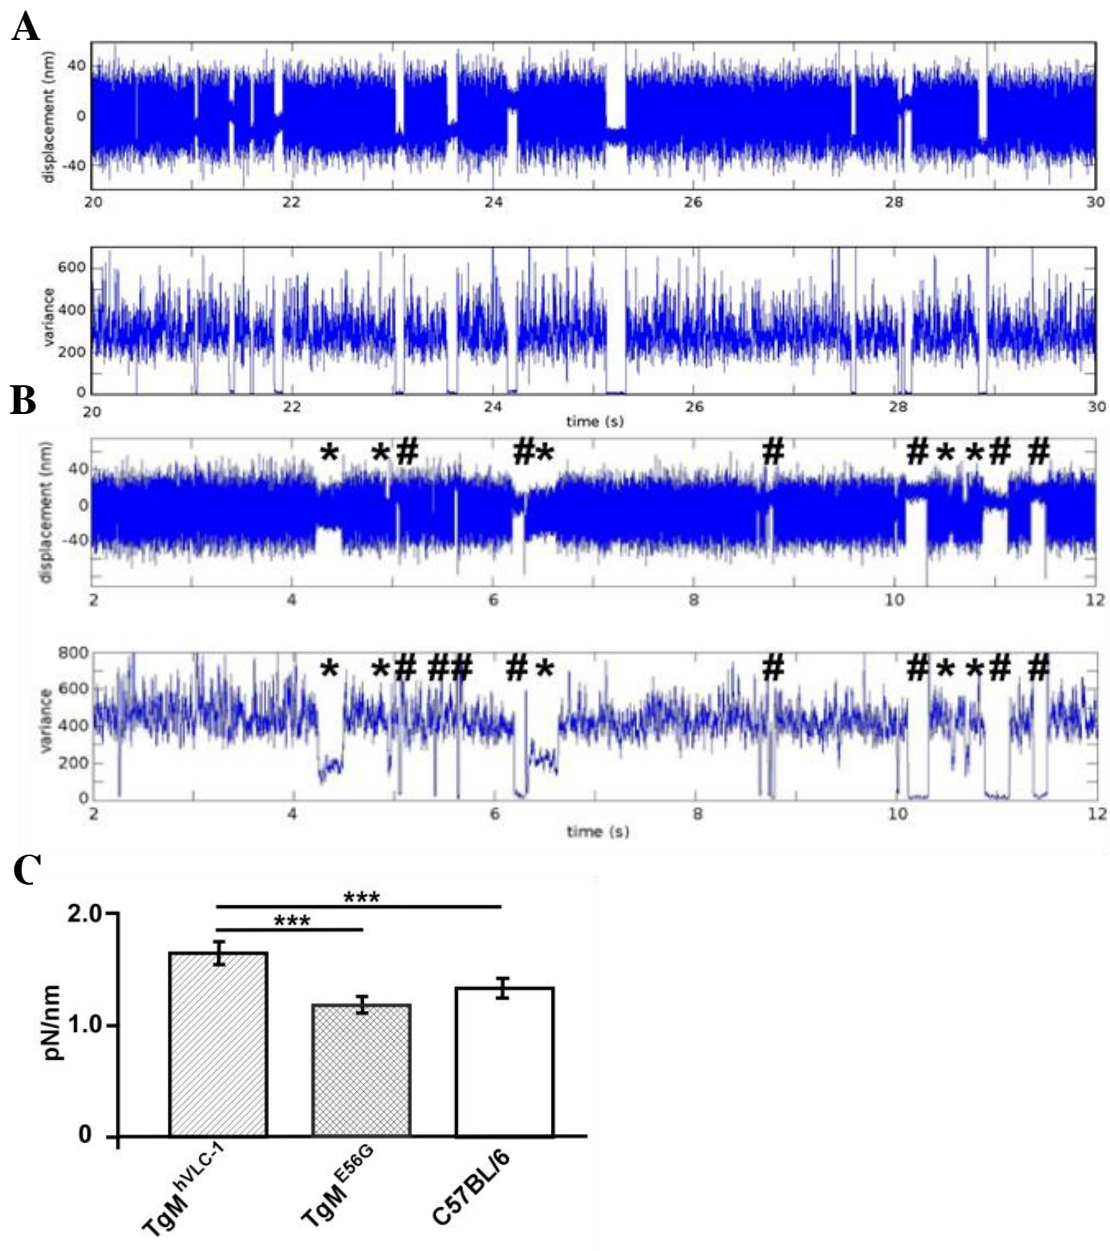 A
displacement (nm)
40
0
-40
20 22 24 26 28 30
variance
600
400
200
0
20 22 24 26 28 30
time (s)
B
* * # # * # # * * # #
displacement (nm)
40
0
-40
2 4 6 8 10 12
* * # # # # * # # * * # #
variance
800
600
400
200
0
2 4 6 8 10 12
time (s)
C
***
***
pN/nm
2.0
1.0
0
TgM hVLC-1
TgM E56G
C57BL/6